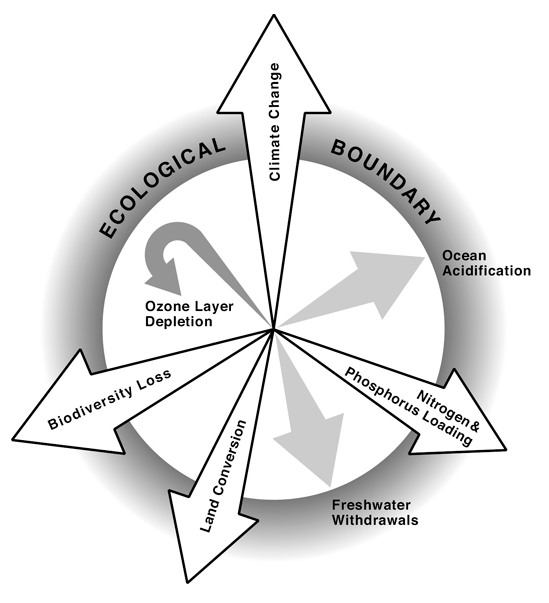 Climate Change
ECOLOGICAL
BOUNDARY
Ocean
Acidification
Ozone Layer
Depletion
Biodiversity Loss
Land Conversion
Nitrogen &
Phosphorus Loading
Freshwater
Withdrawals